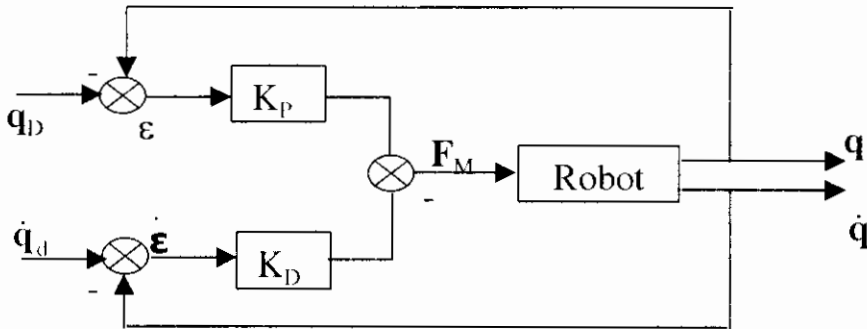 -
q_D
ε
K_P
F_M
-
Robot
q
q̇
q̇_d
ε̇
K_D
-